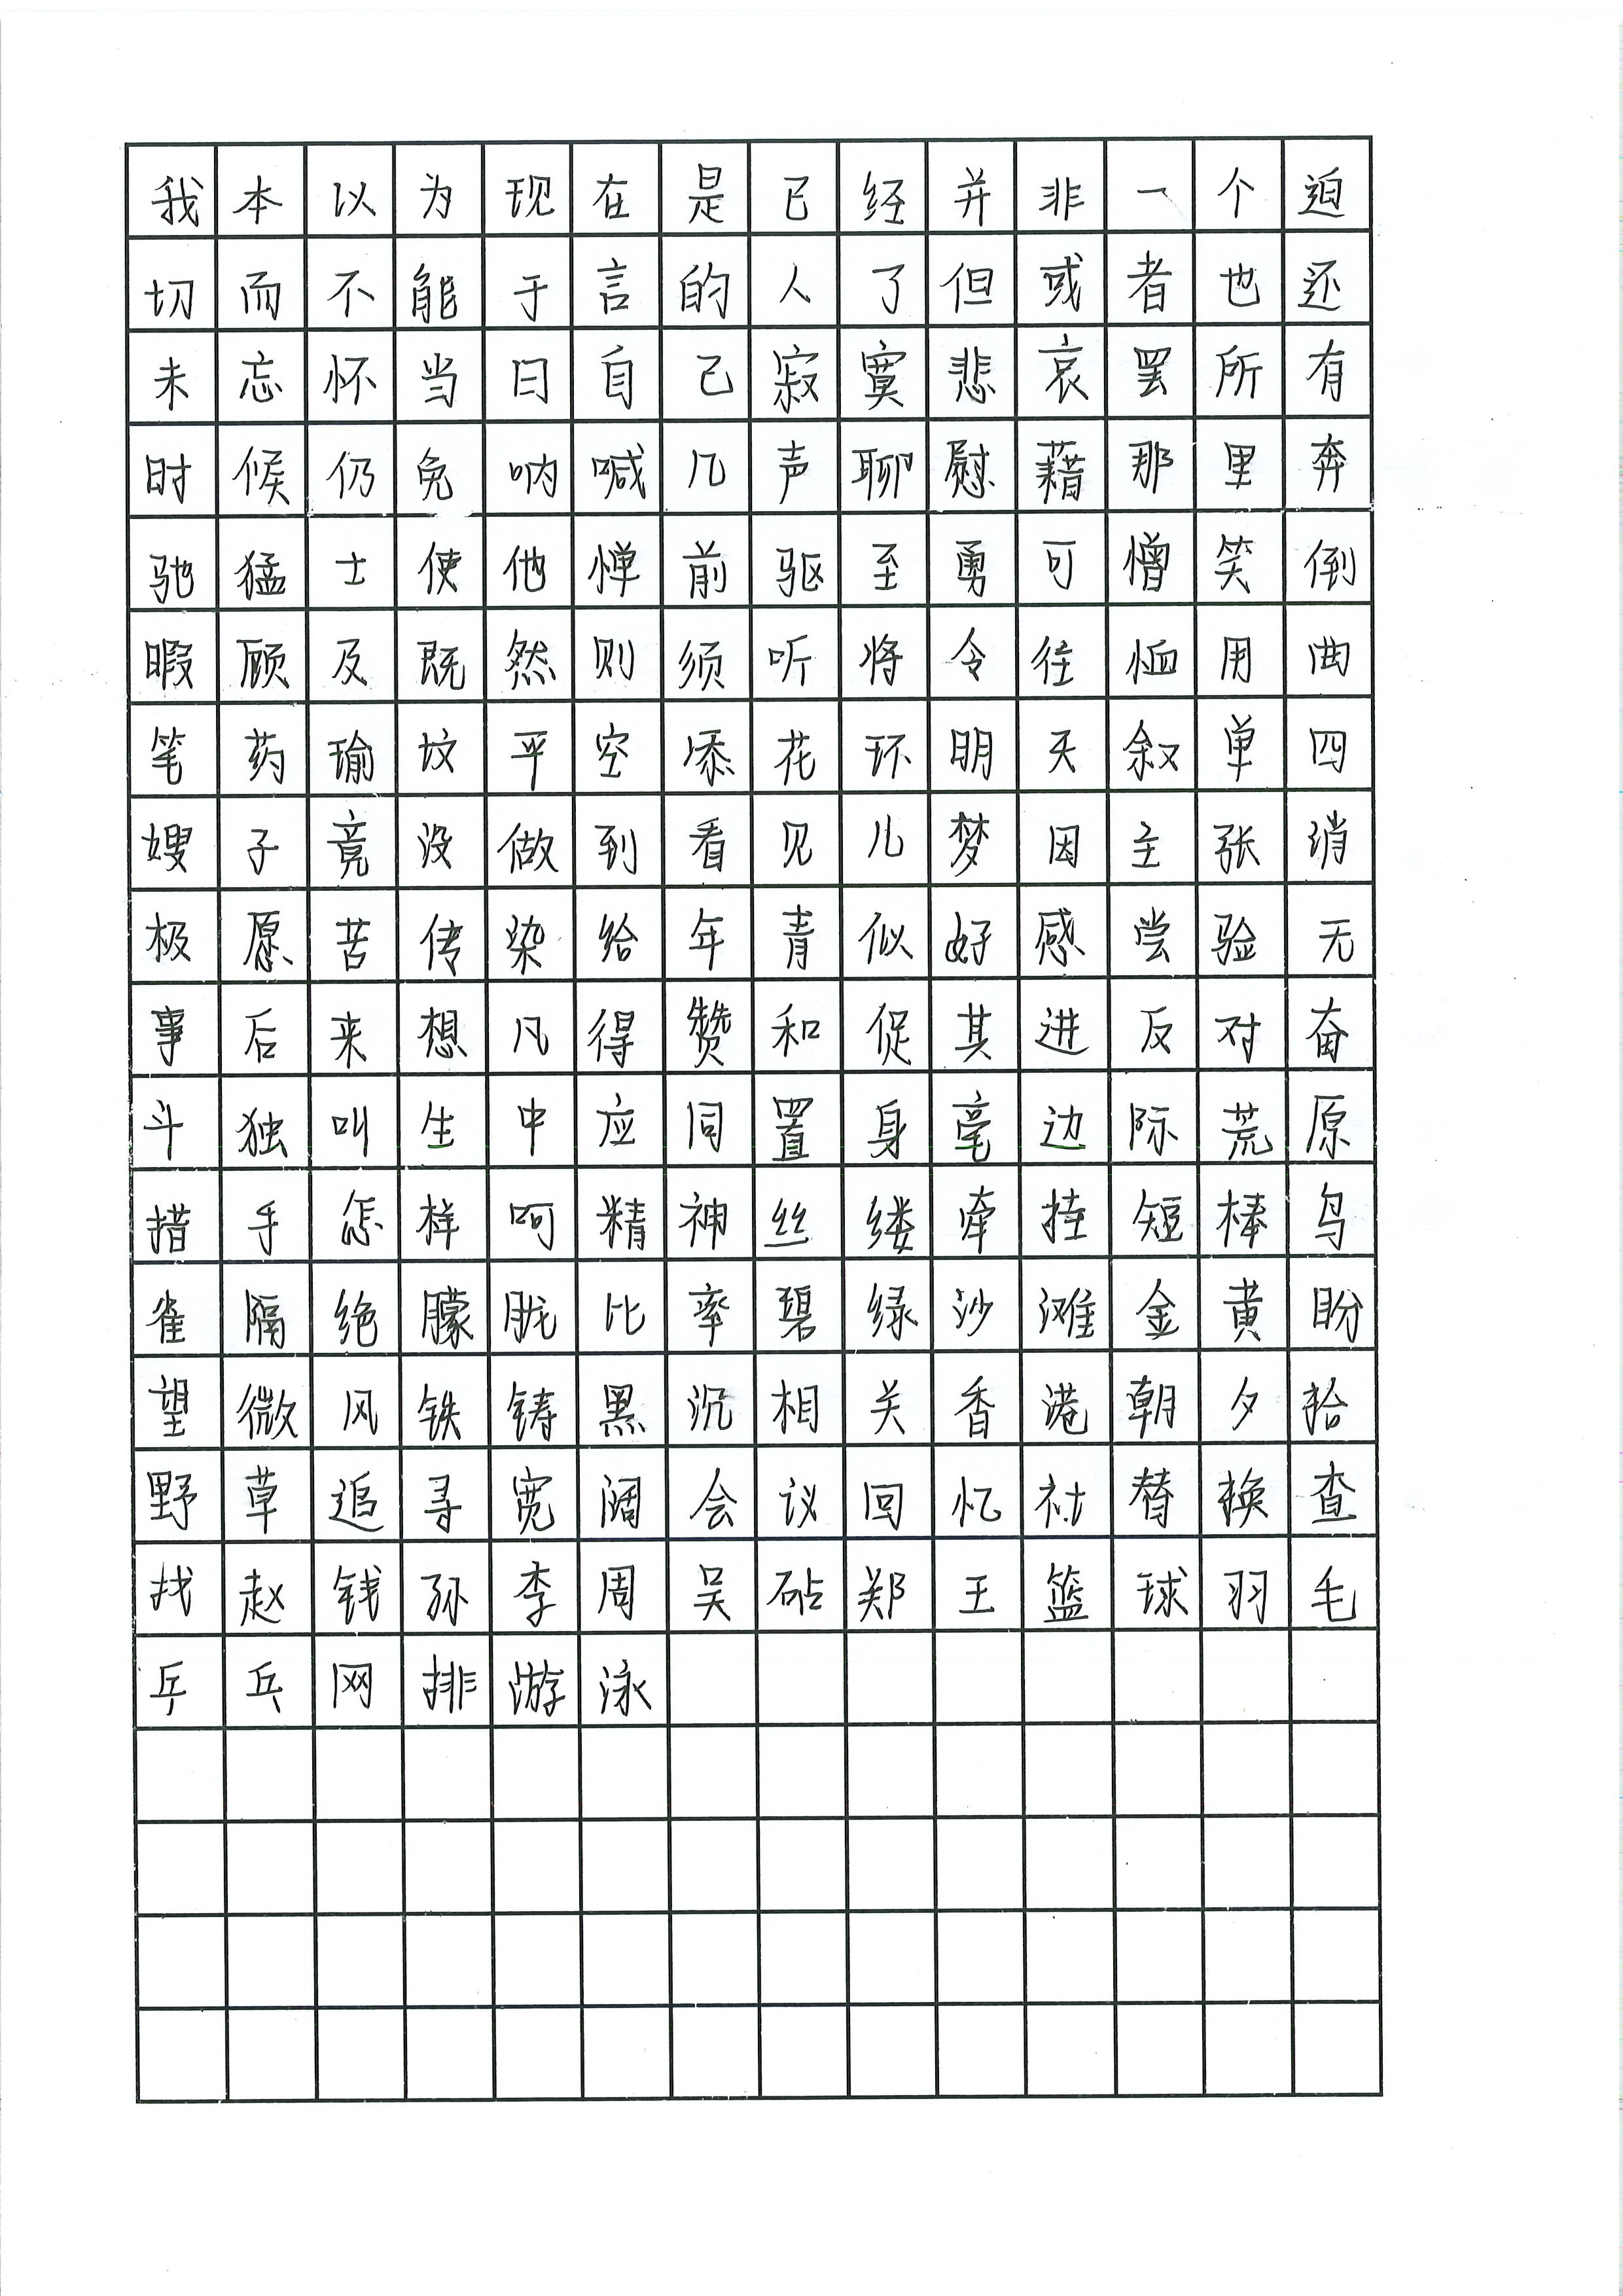 我本以为现在是已经并非一个迫
切而不能于言的人了但或者也还
未忘怀当日自己寂寞悲哀罢所有
时候仍免呐喊几声聊慰藉那里奔
驰猛士使他惮前驱至勇可憎笑倒
暇顾及既然则须听将令往恤用曲
笔药瑜坟平空添花环明天叙单四
嫂子竟没做到看见儿梦因主张消
极愿苦传染给年青似好感尝验无
事后来想凡得赞和促其进反对奋
斗独叫生中应同置身毫边际荒原
措手怎样呵精神丝缕牵挂短棒鸟
雀隔绝朦胧比率碧绿沙滩金黄盼
望微风铁铸黑沉相关香港朝夕拾
野草追寻宽阔会议回忆社替换查
找赵钱孙李周吴砧郑王篮球羽毛
乒乓网排游泳